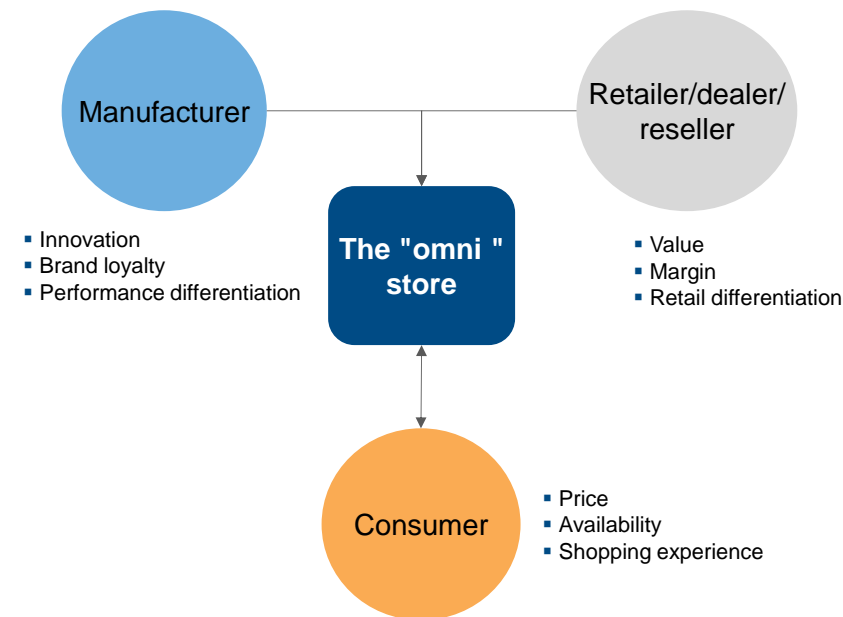 Manufacturer
Retailer/dealer/
reseller
▪ Innovation
▪ Brand loyalty
▪ Performance differentiation
The "omni "
store
▪ Value
▪ Margin
▪ Retail differentiation
Consumer
▪ Price
▪ Availability
▪ Shopping experience